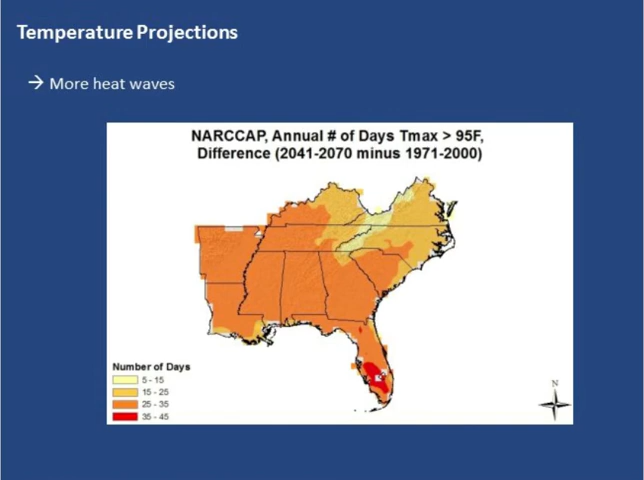 Temperature Projections
→ More heat waves
NARCCAP, Annual # of Days Tmax > 95F,
Difference (2041-2070 minus 1971-2000)
Number of Days
5 - 15
15 - 25
25 - 35
35 - 45
N